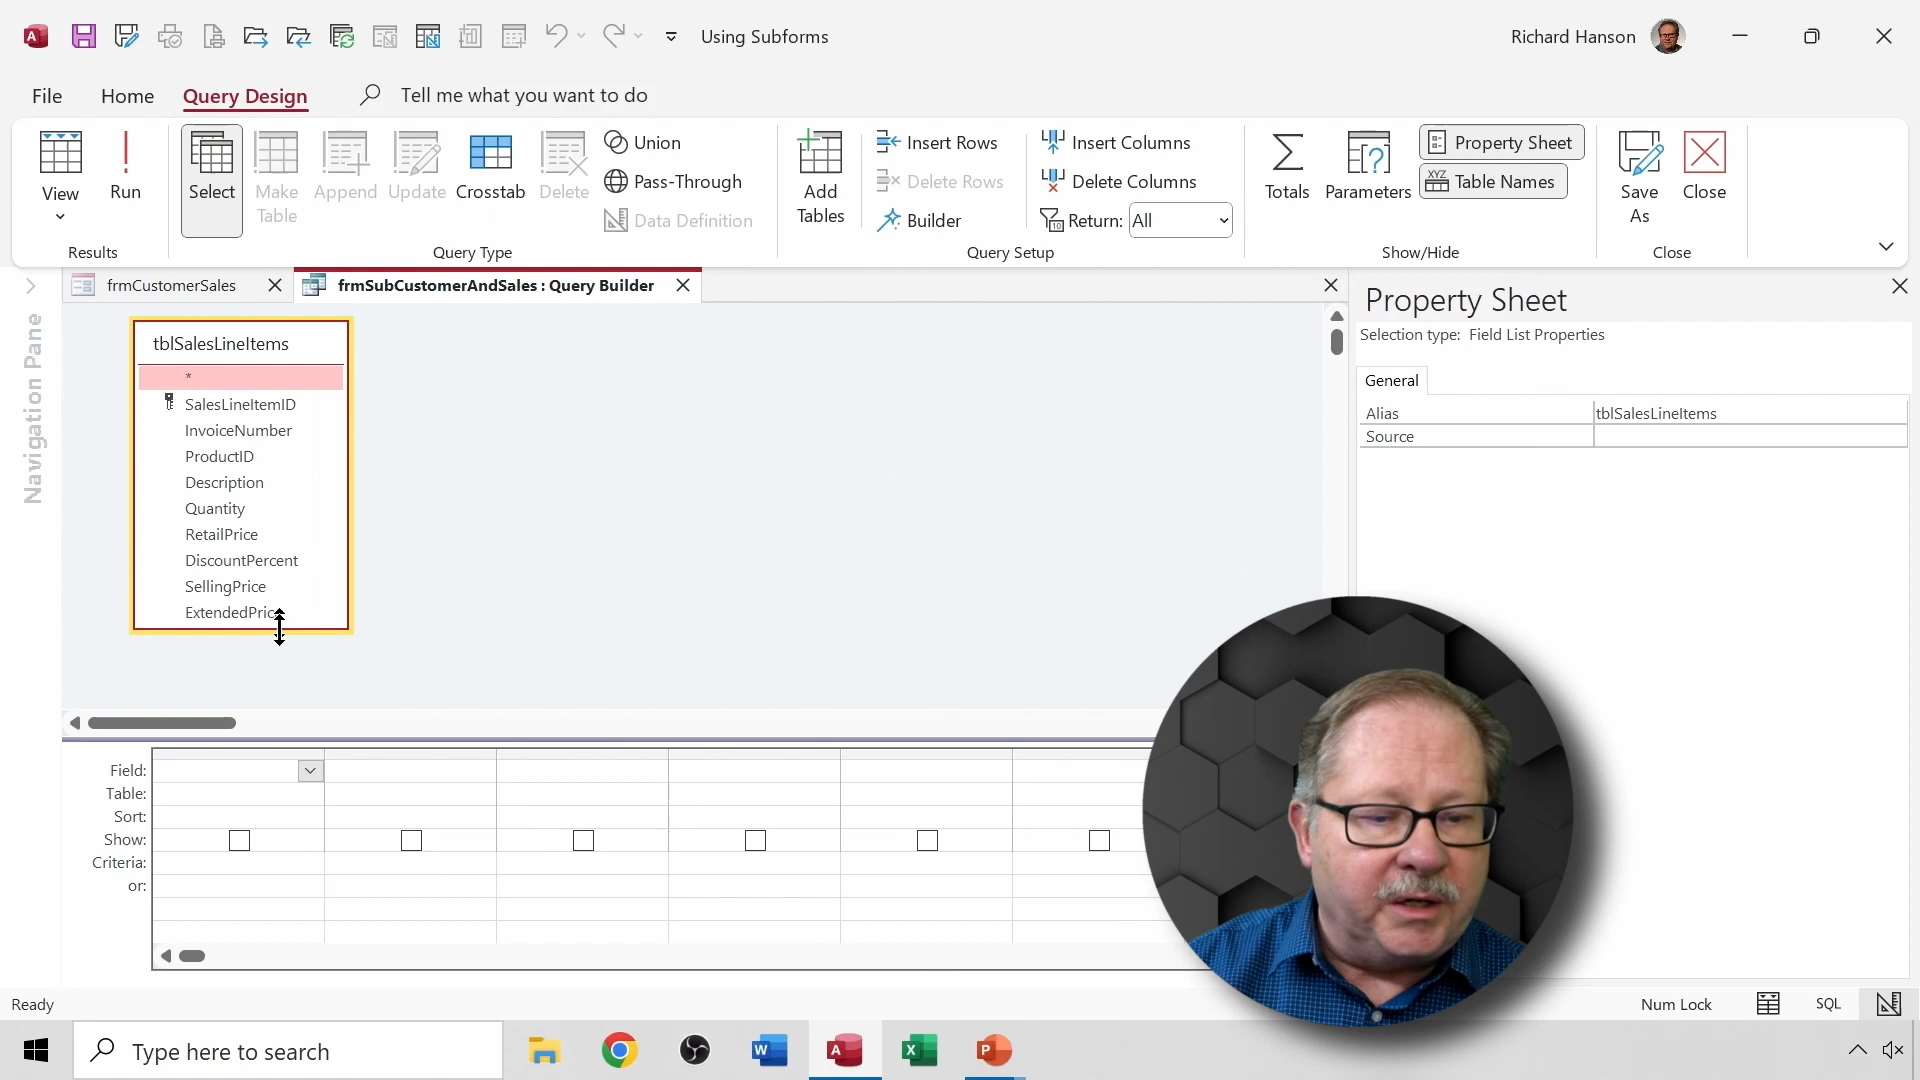 Using Subforms
Richard Hanson
File
Home
Query Design
Tell me what you want to do
View
Run
Results
Select
Make Table
Append
Update
Crosstab
Delete
Union
Pass-Through
Data Definition
Query Type
Add Tables
Insert Rows
Delete Rows
Builder
Insert Columns
Delete Columns
Return: All
Query Setup
Totals
Parameters
Property Sheet
Table Names
Show/Hide
Save As
Close
Close
Navigation Pane
frmCustomerSales
frmSubCustomerAndSales : Query Builder
tblSalesLineItems
*
SalesLineItemID
InvoiceNumber
ProductID
Description
Quantity
RetailPrice
DiscountPercent
SellingPrice
ExtendedPric
Property Sheet
Selection type: Field List Properties
General
Alias tblSalesLineItems
Source
Field:
Table:
Sort:
Show:
Criteria:
or:
Ready
Num Lock
SQL
Type here to search